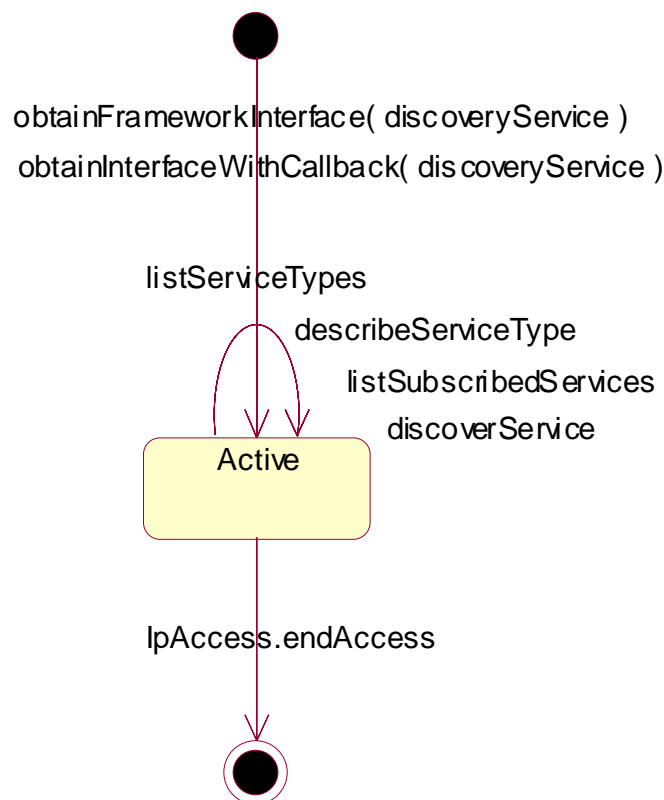 obtainFrameworkInterface( discoveryService )
obtainInterfaceWithCallback( discoveryService )
listServiceTypes
describeServiceType
listSubscribedServices
discoverService
Active
IpAccess.endAccess